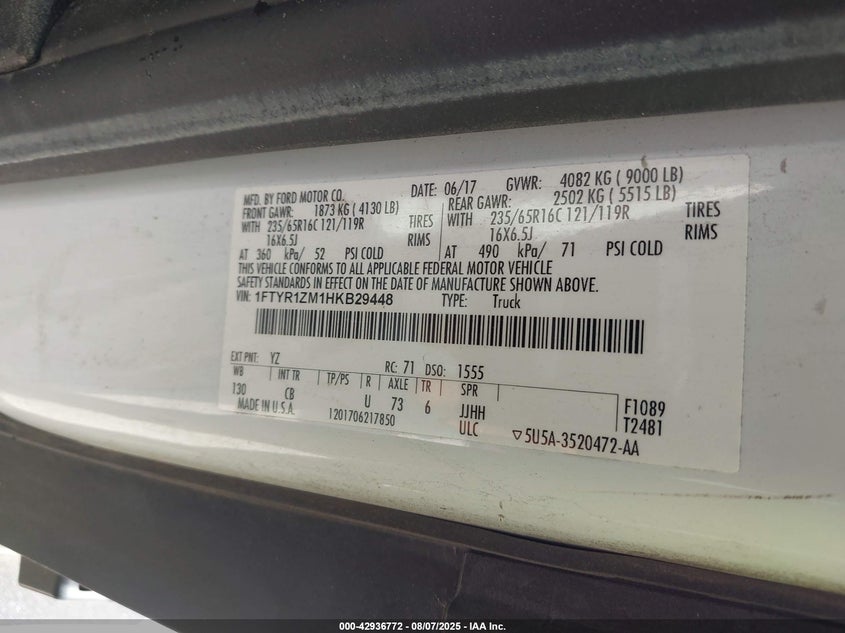 MFD. BY FORD MOTOR CO. DATE: 06/17 GVWR: 4082 KG ( 9000 LB)
FRONT GAWR: 1873 KG ( 4130 LB) REAR GAWR: 2502 KG ( 5515 LB)
WITH 235/65R16C 121/119R TIRES WITH 235/65R16C 121/119R TIRES
16X6.5J RIMS 16X6.5J RIMS
AT 360 kPa/ 52 PSI COLD AT 490 kPa/ 71 PSI COLD
THIS VEHICLE CONFORMS TO ALL APPLICABLE FEDERAL MOTOR VEHICLE
SAFETY STANDARDS IN EFFECT ON THE DATE OF MANUFACTURE SHOWN ABOVE.
VIN: 1FTYR1ZM1HKB29448 TYPE: Truck
EXT PNT: YZ RC: 71 DSO: 1555
WB INT TR TP/PS R AXLE TR SPR
130 CB U 73 6 JJHH F1089
MADE IN U.S.A. 1201706217850 ULC ▽5U5A-3520472-AA T2481
000-42936772 — 08/07/2025 — IAA Inc.